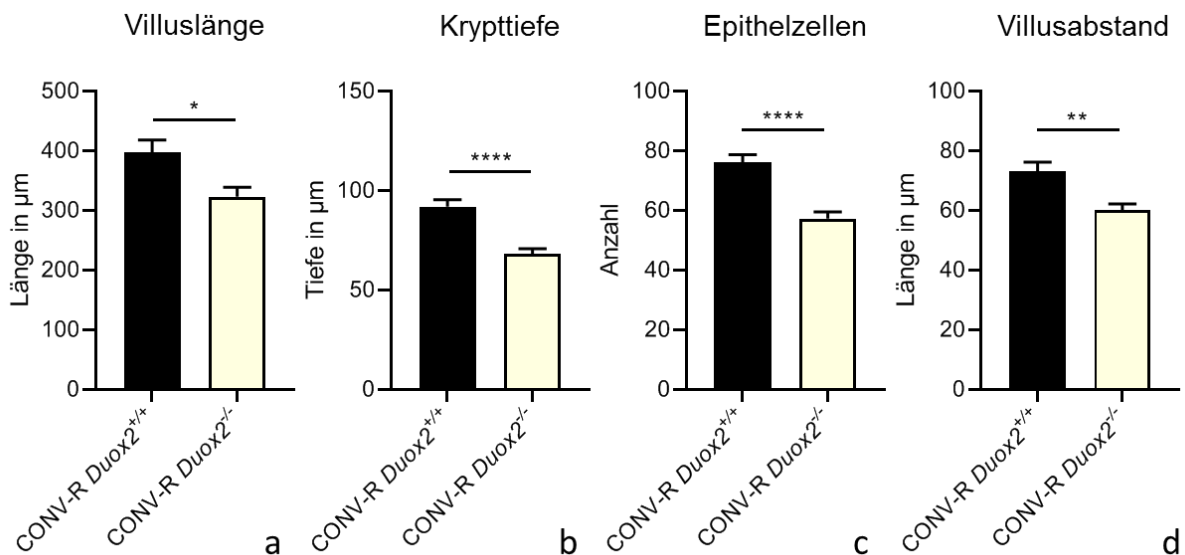 Villuslänge
Krypttiefe
Epithelzellen
Villusabstand
Länge in µm
500
400
300
200
100
0
*
CONV-R Duox2+/+
CONV-R Duox2-/-
a
Tiefe in µm
150
100
50
0
****
CONV-R Duox2+/+
CONV-R Duox2-/-
b
Anzahl
100
80
60
40
20
0
****
CONV-R Duox2+/+
CONV-R Duox2-/-
c
Länge in µm
100
80
60
40
20
0
**
CONV-R Duox2+/+
CONV-R Duox2-/-
d